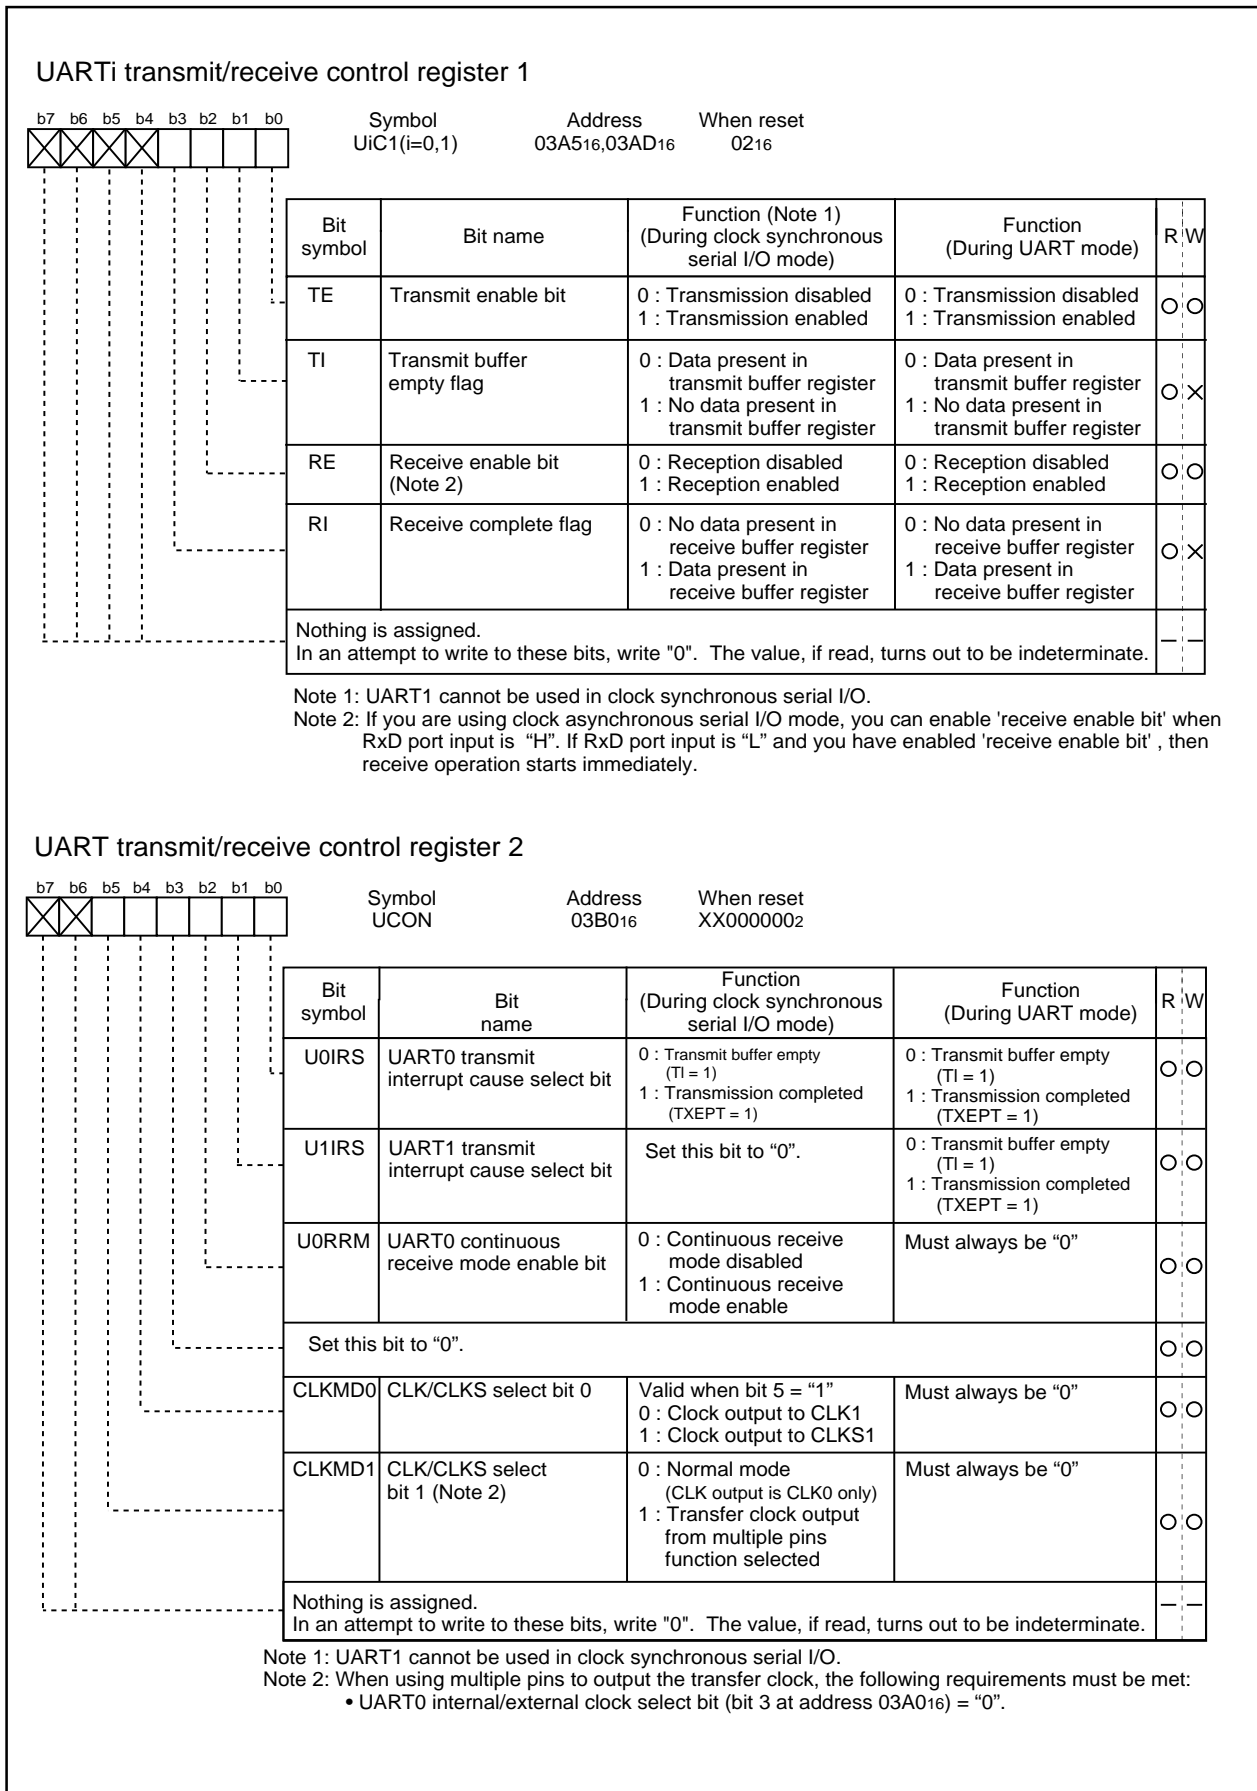 UARTi transmit/receive control register 1
b7 b6 b5 b4 b3 b2 b1 b0
Symbol Address When reset
UiC1(i=0,1) 03A516,03AD16 0216
Bit symbol
Bit name
Function (Note 1)
(During clock synchronous
serial I/O mode)
Function
(During UART mode)
R W
TE
Transmit enable bit
0 : Transmission disabled
1 : Transmission enabled
0 : Transmission disabled
1 : Transmission enabled
TI
Transmit buffer
empty flag
0 : Data present in
transmit buffer register
1 : No data present in
transmit buffer register
0 : Data present in
transmit buffer register
1 : No data present in
transmit buffer register
RE
Receive enable bit
(Note 2)
0 : Reception disabled
1 : Reception enabled
0 : Reception disabled
1 : Reception enabled
RI
Receive complete flag
0 : No data present in
receive buffer register
1 : Data present in
receive buffer register
0 : No data present in
receive buffer register
1 : Data present in
receive buffer register
Nothing is assigned.
In an attempt to write to these bits, write "0". The value, if read, turns out to be indeterminate.
Note 1: UART1 cannot be used in clock synchronous serial I/O.
Note 2: If you are using clock asynchronous serial I/O mode, you can enable 'receive enable bit' when
RxD port input is “H”. If RxD port input is “L” and you have enabled 'receive enable bit' , then
receive operation starts immediately.
UART transmit/receive control register 2
b7 b6 b5 b4 b3 b2 b1 b0
Symbol Address When reset
UCON 03B016 XX0000002
Bit
symbol
Bit
name
Function
(During clock synchronous
serial I/O mode)
Function
(During UART mode)
R W
U0IRS
UART0 transmit
interrupt cause select bit
0 : Transmit buffer empty
(TI = 1)
1 : Transmission completed
(TXEPT = 1)
0 : Transmit buffer empty
(TI = 1)
1 : Transmission completed
(TXEPT = 1)
U1IRS
UART1 transmit
interrupt cause select bit
Set this bit to “0”.
0 : Transmit buffer empty
(TI = 1)
1 : Transmission completed
(TXEPT = 1)
U0RRM
UART0 continuous
receive mode enable bit
0 : Continuous receive
mode disabled
1 : Continuous receive
mode enable
Must always be “0”
Set this bit to “0”.
CLKMD0
CLK/CLKS select bit 0
Valid when bit 5 = “1”
0 : Clock output to CLK1
1 : Clock output to CLKS1
Must always be “0”
CLKMD1
CLK/CLKS select
bit 1 (Note 2)
0 : Normal mode
(CLK output is CLK0 only)
1 : Transfer clock output
from multiple pins
function selected
Must always be “0”
Nothing is assigned.
In an attempt to write to these bits, write "0". The value, if read, turns out to be indeterminate.
Note 1: UART1 cannot be used in clock synchronous serial I/O.
Note 2: When using multiple pins to output the transfer clock, the following requirements must be met:
• UART0 internal/external clock select bit (bit 3 at address 03A016) = “0”.